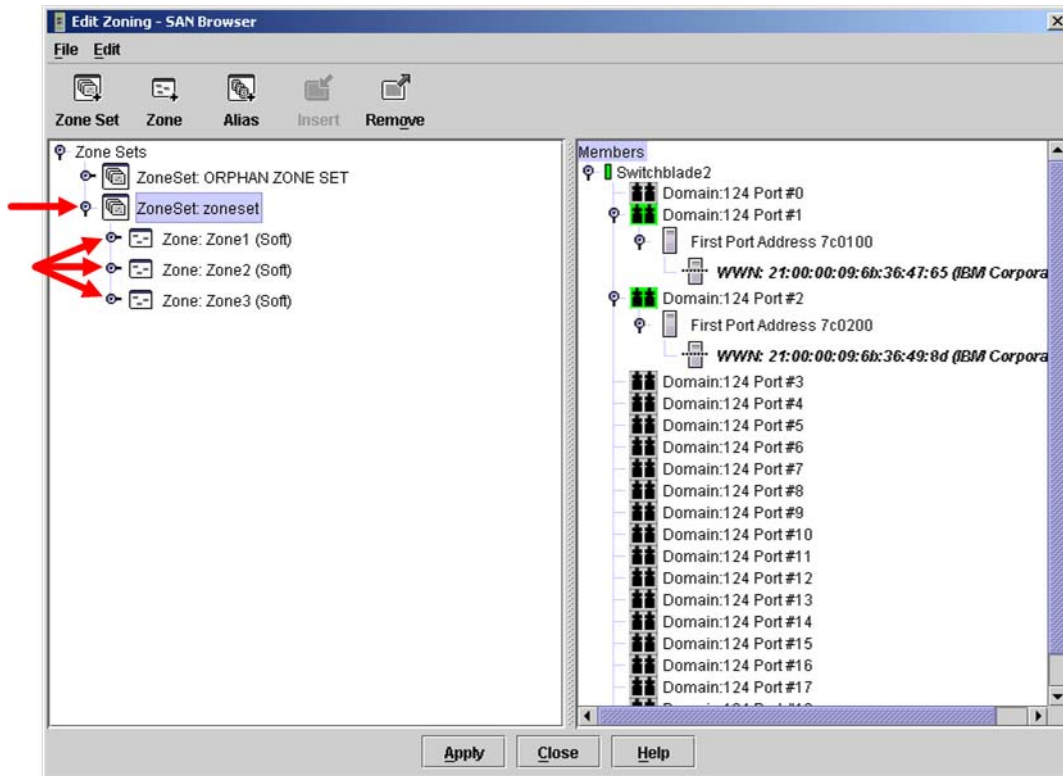 Edit Zoning - SAN Browser
File Edit
Zone Set Zone Alias Insert Remove
Zone Sets
ZoneSet: ORPHAN ZONE SET
ZoneSet: zoneset
Zone: Zone1 (Soft)
Zone: Zone2 (Soft)
Zone: Zone3 (Soft)
Members
Switchblade2
Domain:124 Port #0
Domain:124 Port #1
First Port Address 7c0100
WWN: 21:00:00:09:6b:36:47:65 (IBM Corpora
Domain:124 Port #2
First Port Address 7c0200
WWN: 21:00:00:09:6b:36:49:8d (IBM Corpora
Domain:124 Port #3
Domain:124 Port #4
Domain:124 Port #5
Domain:124 Port #6
Domain:124 Port #7
Domain:124 Port #8
Domain:124 Port #9
Domain:124 Port #10
Domain:124 Port #11
Domain:124 Port #12
Domain:124 Port #13
Domain:124 Port #14
Domain:124 Port #15
Domain:124 Port #16
Domain:124 Port #17
Apply Close Help